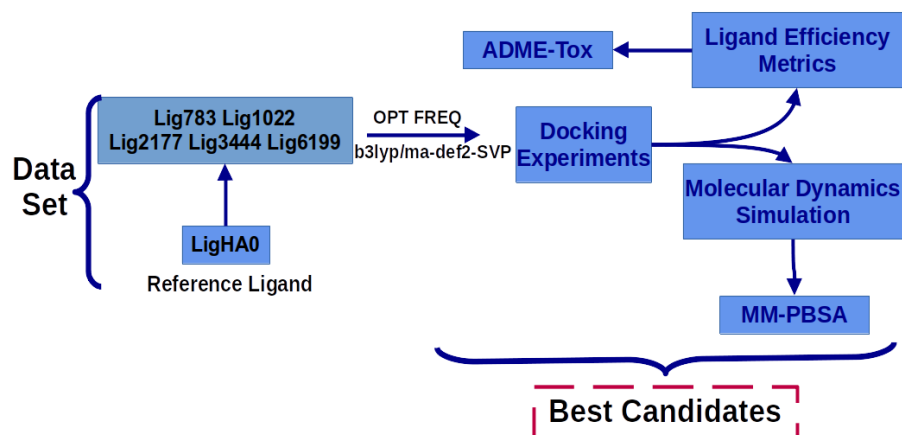 Data
Set
Lig783 Lig1022
Lig2177 Lig3444 Lig6199
LigHA0
Reference Ligand
OPT FREQ
b3lyp/ma-def2-SVP
Docking
Experiments
ADME-Tox
Ligand Efficiency
Metrics
Molecular Dynamics
Simulation
MM-PBSA
Best Candidates